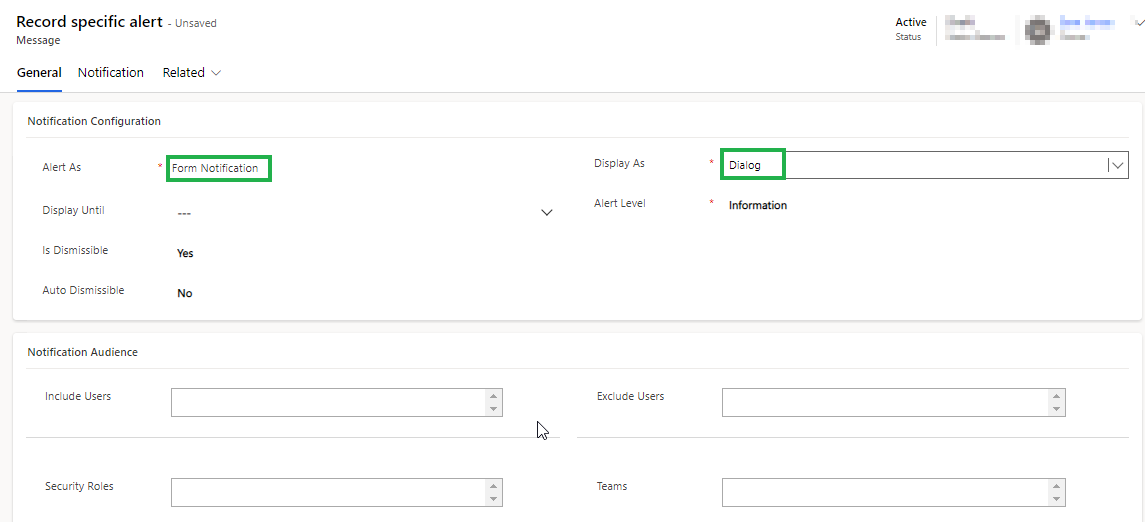 Record specific alert - Unsaved
Message
Active
Status
General Notification Related
Notification Configuration
Alert As * Form Notification
Display As * Dialog
Display Until ---
Alert Level * Information
Is Dismissible Yes
Auto Dismissible No
Notification Audience
Include Users
Exclude Users
Security Roles
Teams